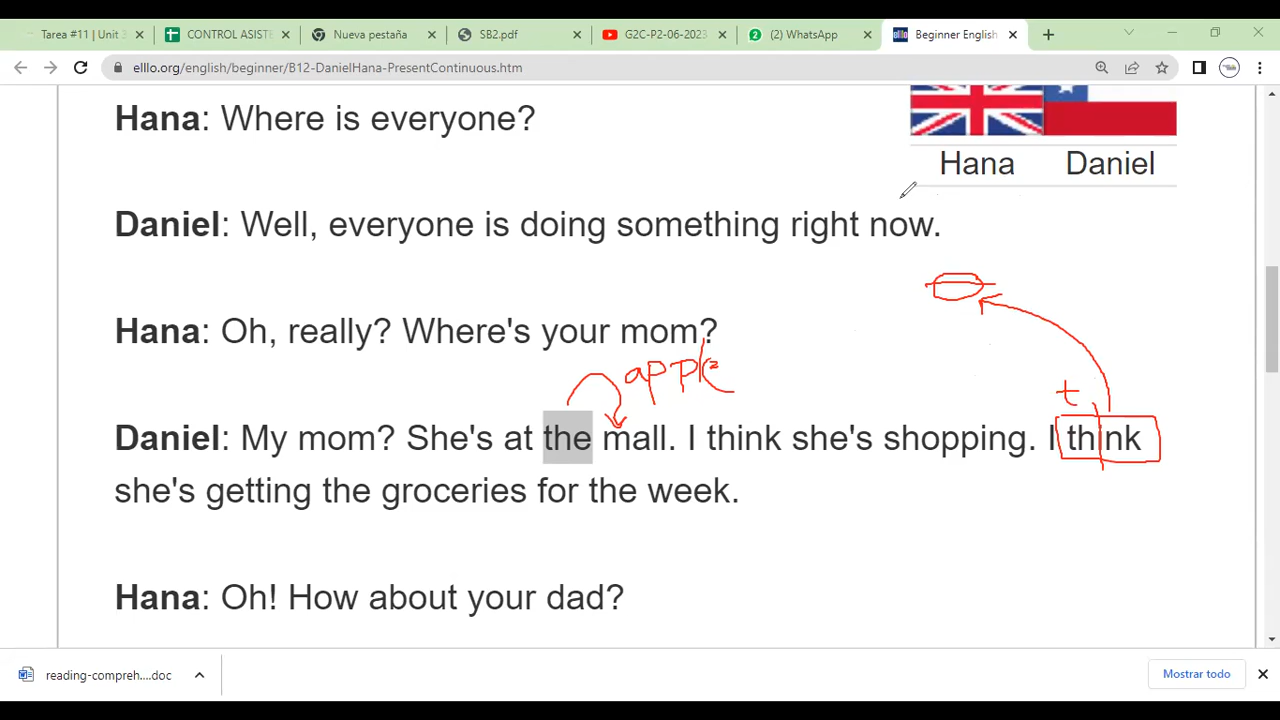 Tarea #11 | Unit
CONTROL ASISTE
Nueva pestaña
SB2.pdf
G2C-P2-06-2023
(2) WhatsApp
Beginner English
elllo.org/english/beginner/B12-DanielHana-PresentContinuous.htm
Hana: Where is everyone?
Hana Daniel
Daniel: Well, everyone is doing something right now.
Hana: Oh, really? Where's your mom?
apple
t
Daniel: My mom? She's at the mall. I think she's shopping. I think
she's getting the groceries for the week.
Hana: Oh! How about your dad?
reading-compreh....doc
Mostrar todo